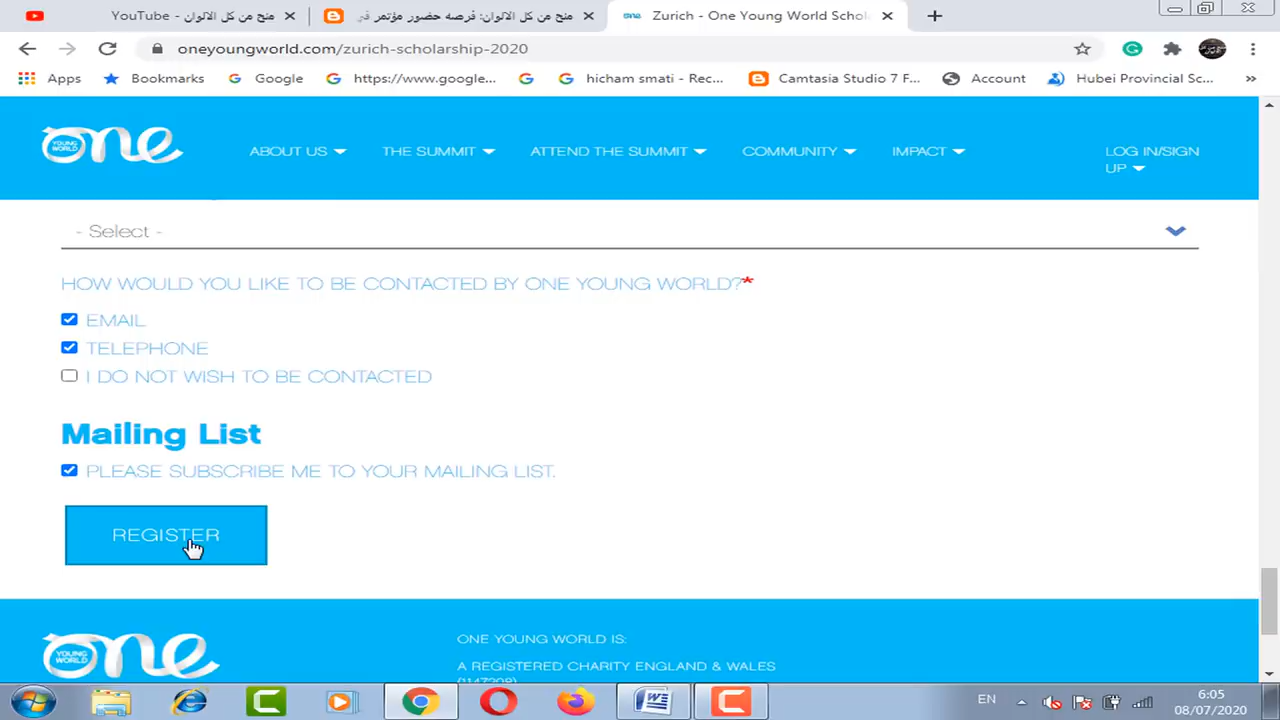 YouTube - منح من كل الالوان
منح من كل الالوان: فرصه حضور مؤتمر في
Zurich - One Young World Schol
oneyoungworld.com/zurich-scholarship-2020
Apps
Bookmarks
Google
https://www.google...
hicham smati - Rec...
Camtasia Studio 7 F...
Account
Hubei Provincial Sc...
»
one
YOUNG
WORLD
ABOUT US
THE SUMMIT
ATTEND THE SUMMIT
COMMUNITY
IMPACT
LOG IN/SIGN
UP
- Select -
HOW WOULD YOU LIKE TO BE CONTACTED BY ONE YOUNG WORLD?*
EMAIL
TELEPHONE
I DO NOT WISH TO BE CONTACTED
Mailing List
PLEASE SUBSCRIBE ME TO YOUR MAILING LIST.
REGISTER
one
YOUNG
WORLD
ONE YOUNG WORLD IS:
A REGISTERED CHARITY ENGLAND & WALES
(1147298)
EN
6:05
08/07/2020